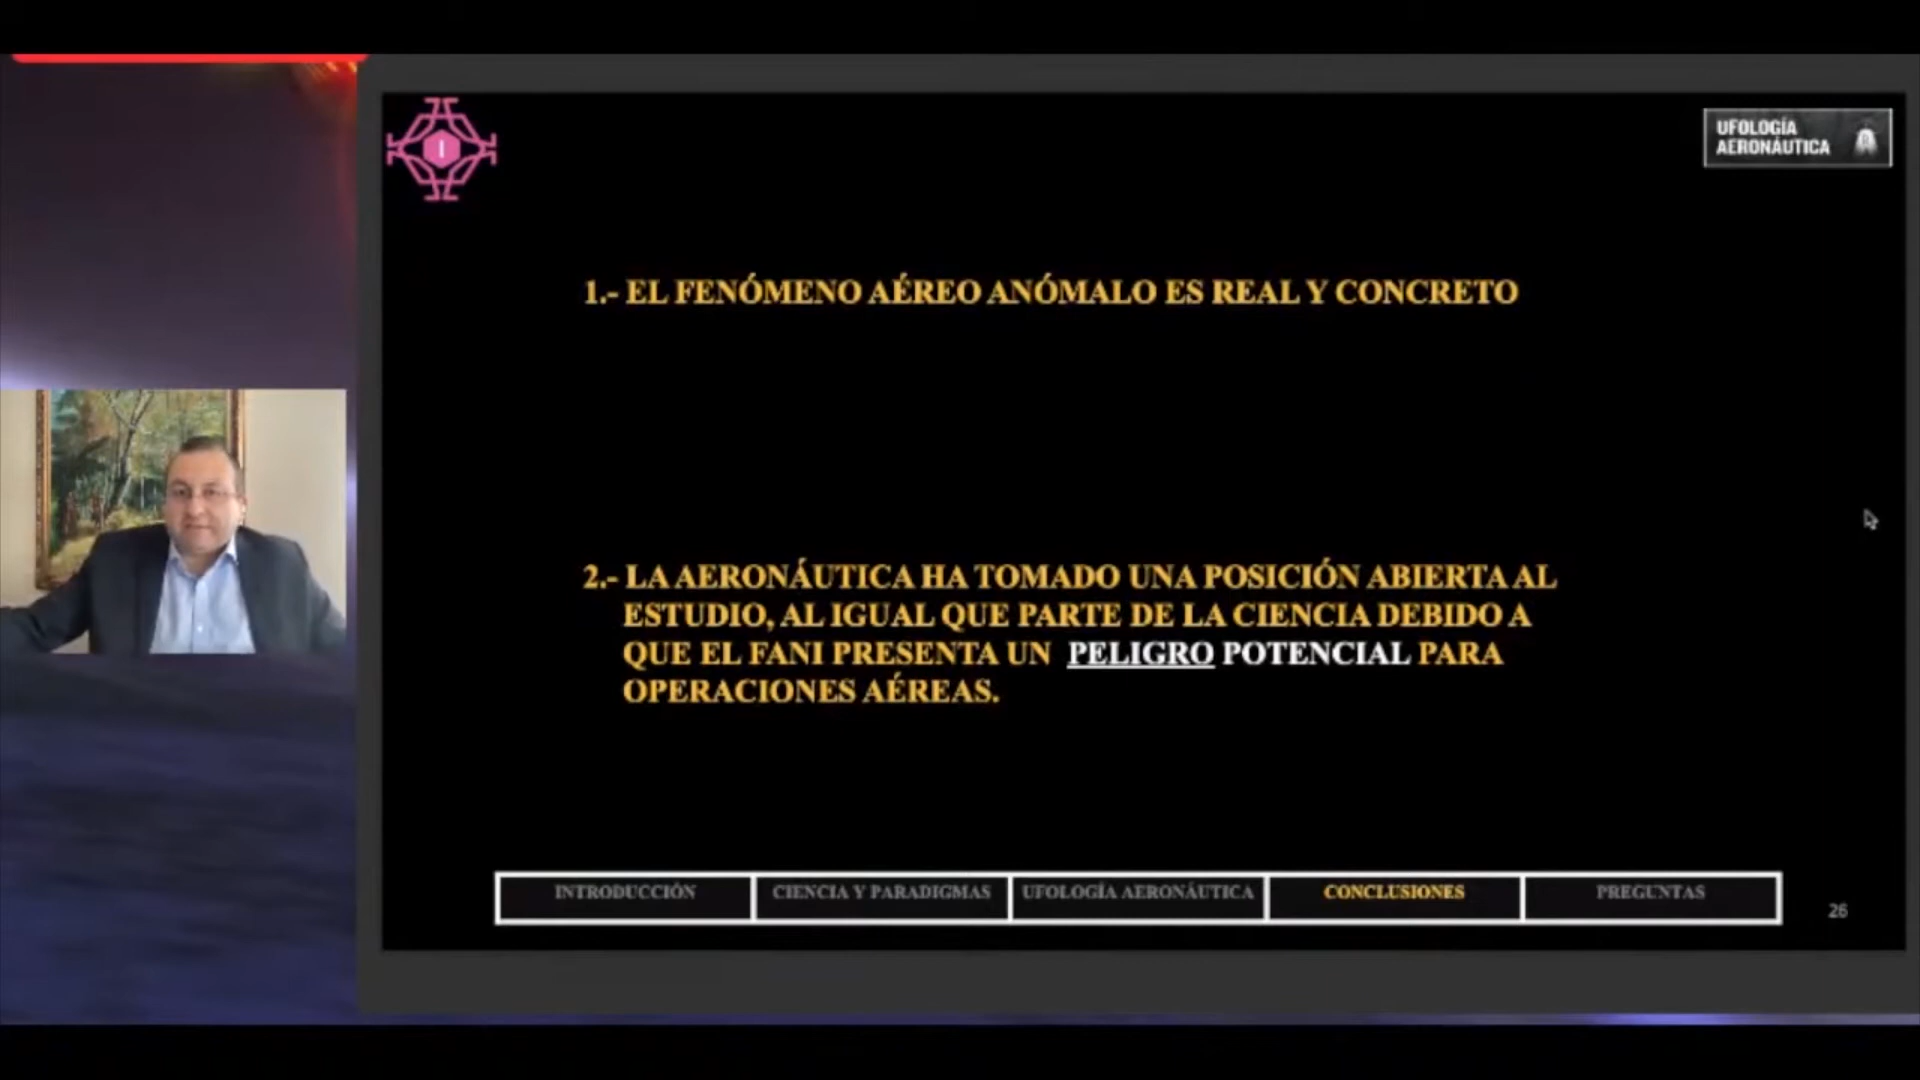 UFOLOGÍA
AERONÁUTICA
I
1.- EL FENÓMENO AÉREO ANÓMALO ES REAL Y CONCRETO
2.- LA AERONÁUTICA HA TOMADO UNA POSICIÓN ABIERTA AL
ESTUDIO, AL IGUAL QUE PARTE DE LA CIENCIA DEBIDO A
QUE EL FANI PRESENTA UN PELIGRO POTENCIAL PARA
OPERACIONES AÉREAS.
INTRODUCCIÓN
CIENCIA Y PARADIGMAS
UFOLOGÍA AERONÁUTICA
CONCLUSIONES
PREGUNTAS
26